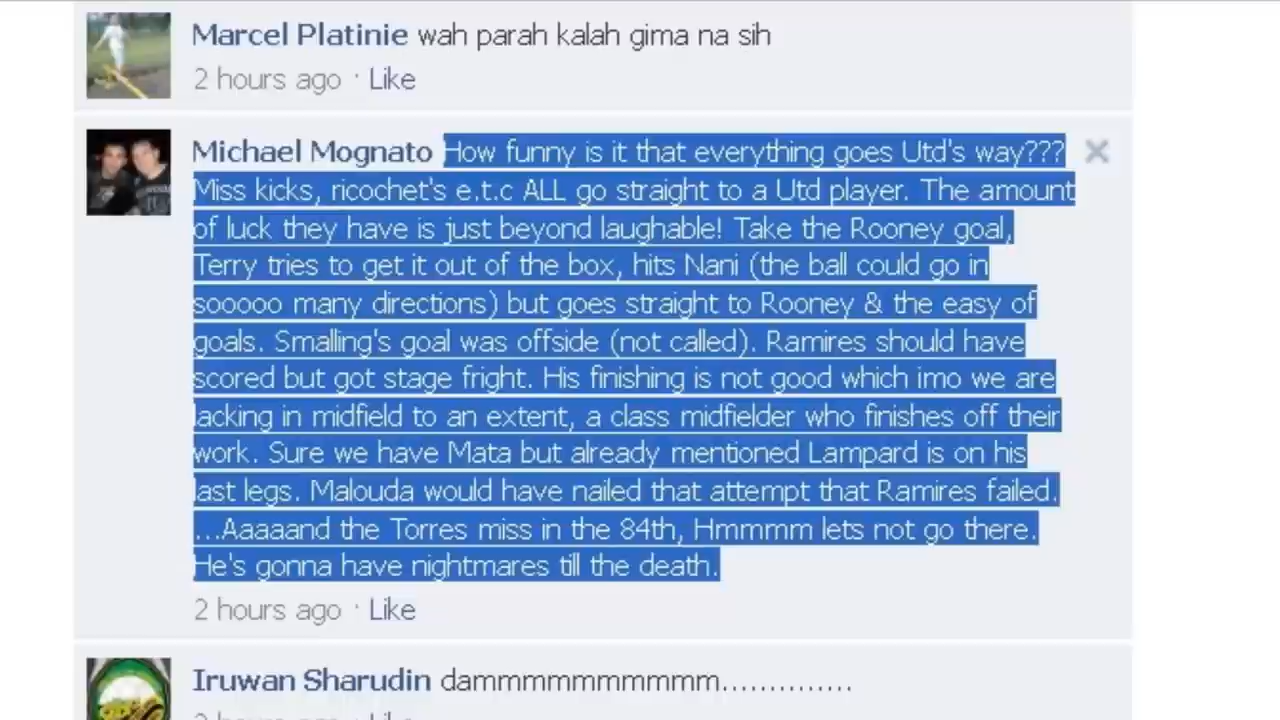 Marcel Platinie wah parah kalah gima na sih
2 hours ago · Like
Michael Mognato How funny is it that everything goes Utd's way???
Miss kicks, ricochet's e.t.c ALL go straight to a Utd player. The amount
of luck they have is just beyond laughable! Take the Rooney goal,
Terry tries to get it out of the box, hits Nani (the ball could go in
sooooo many directions) but goes straight to Rooney & the easy of
goals. Smalling's goal was offside (not called). Ramires should have
scored but got stage fright. His finishing is not good which imo we are
lacking in midfield to an extent, a class midfielder who finishes off their
work. Sure we have Mata but already mentioned Lampard is on his
last legs. Malouda would have nailed that attempt that Ramires failed.
...Aaaaand the Torres miss in the 84th, Hmmmm lets not go there.
He's gonna have nightmares till the death.
2 hours ago · Like
Iruwan Sharudin dammmmmmmmmm..............
2 hours ago · Like